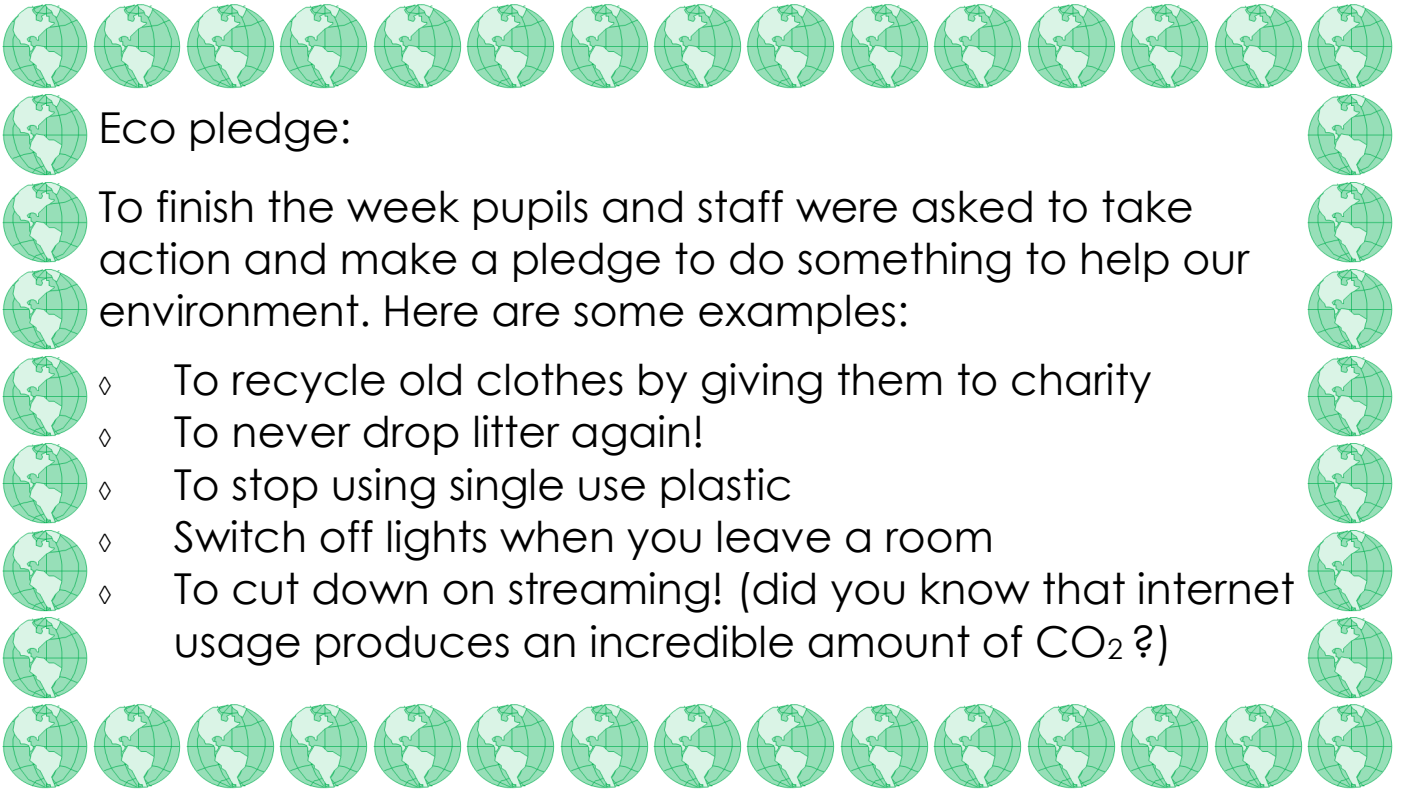 Eco pledge:
To finish the week pupils and staff were asked to take
action and make a pledge to do something to help our
environment. Here are some examples:
◊ To recycle old clothes by giving them to charity
◊ To never drop litter again!
◊ To stop using single use plastic
◊ Switch off lights when you leave a room
◊ To cut down on streaming! (did you know that internet
usage produces an incredible amount of CO₂ ?)